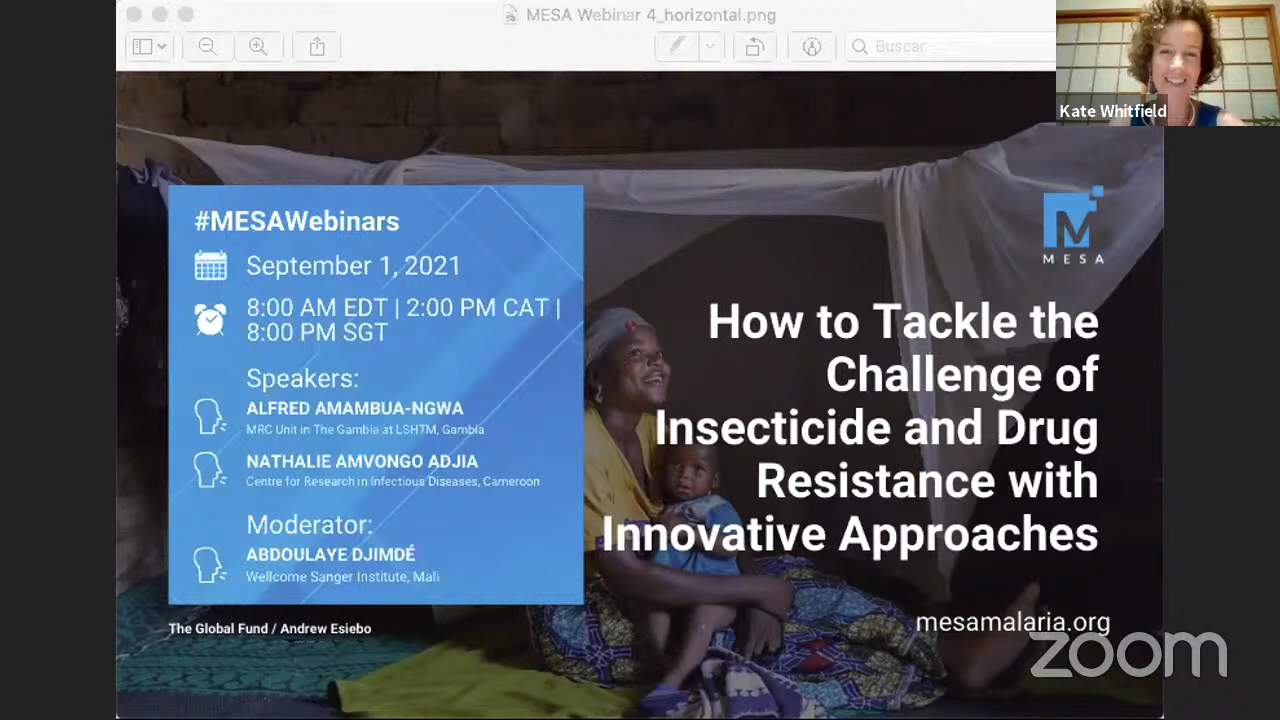 MESA Webinar 4_horizontal.png
Buscar
Kate Whitfield
#MESAWebinars
September 1, 2021
8:00 AM EDT | 2:00 PM CAT |
8:00 PM SGT
Speakers:
ALFRED AMAMBUA-NGWA
MRC Unit in The Gambia at LSHTM, Gambia
NATHALIE AMVONGO ADJIA
Centre for Research in Infectious Diseases, Cameroon
Moderator:
ABDOULAYE DJIMDÉ
Wellcome Sanger Institute, Mali
The Global Fund / Andrew Esiebo
MESA
How to Tackle the
Challenge of
Insecticide and Drug
Resistance with
Innovative Approaches
mesamalaria.org
zoom